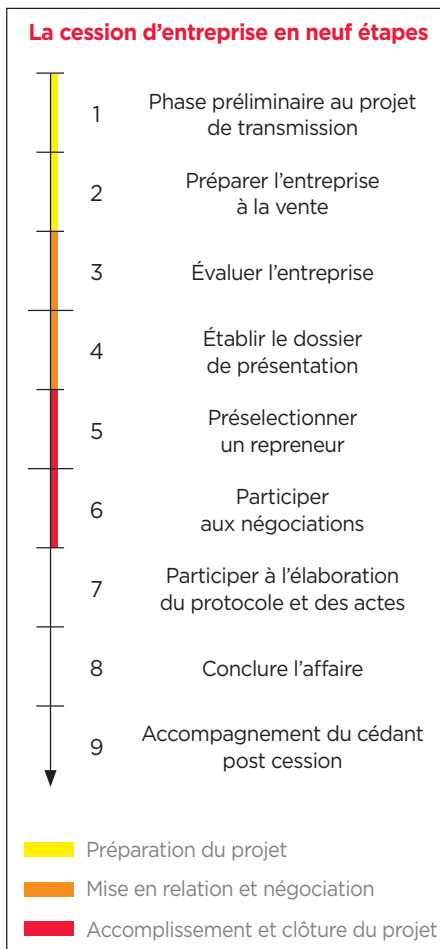 La cession d’entreprise en neuf étapes
1
Phase préliminaire au projet
de transmission
2
Préparer l’entreprise
à la vente
3
Évaluer l’entreprise
4
Établir le dossier
de présentation
5
Préselectionner
un repreneur
6
Participer
aux négociations
7
Participer à l’élaboration
du protocole et des actes
8
Conclure l’affaire
9
Accompagnement du cédant
post cession
Préparation du projet
Mise en relation et négociation
Accomplissement et clôture du projet